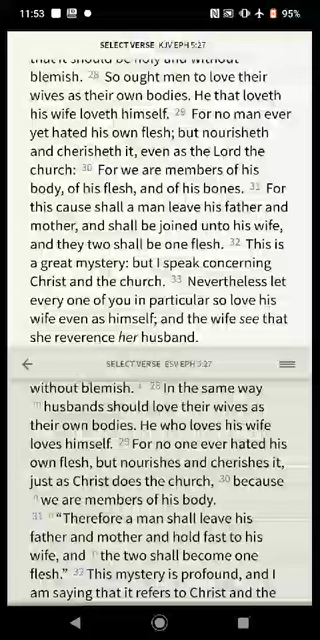 11:53
95%
SELECT VERSE KJV EPH 5:27
that it should be holy and without
blemish. 28 So ought men to love their
wives as their own bodies. He that loveth
his wife loveth himself. 29 For no man ever
yet hated his own flesh; but nourisheth
and cherisheth it, even as the Lord the
church: 30 For we are members of his
body, of his flesh, and of his bones. 31 For
this cause shall a man leave his father and
mother, and shall be joined unto his wife,
and they two shall be one flesh. 32 This is
a great mystery: but I speak concerning
Christ and the church. 33 Nevertheless let
every one of you in particular so love his
wife even as himself; and the wife see that
she reverence her husband.
SELECT VERSE ESV EPH 5:27
without blemish. 28 In the same way
m husbands should love their wives as
their own bodies. He who loves his wife
loves himself. 29 For no one ever hated his
own flesh, but nourishes and cherishes it,
just as Christ does the church, 30 because
n we are members of his body.
31 "Therefore a man shall leave his
father and mother and hold fast to his
wife, and the two shall become one
flesh." 32 This mystery is profound, and I
am saying that it refers to Christ and the